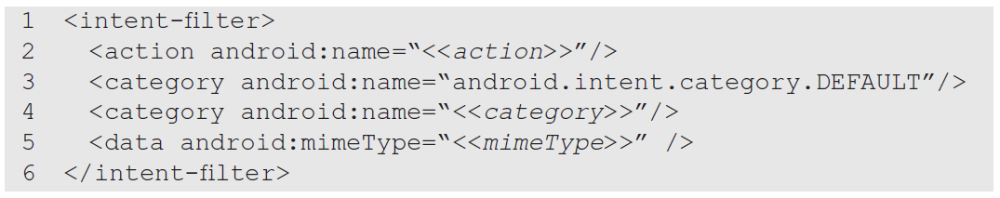 1 <intent-filter>
2 <action android:name=“<<action>>”/>
3 <category android:name=“android.intent.category.DEFAULT”/>
4 <category android:name=“<<category>>”/>
5 <data android:mimeType=“<<mimeType>>” />
6 </intent-filter>